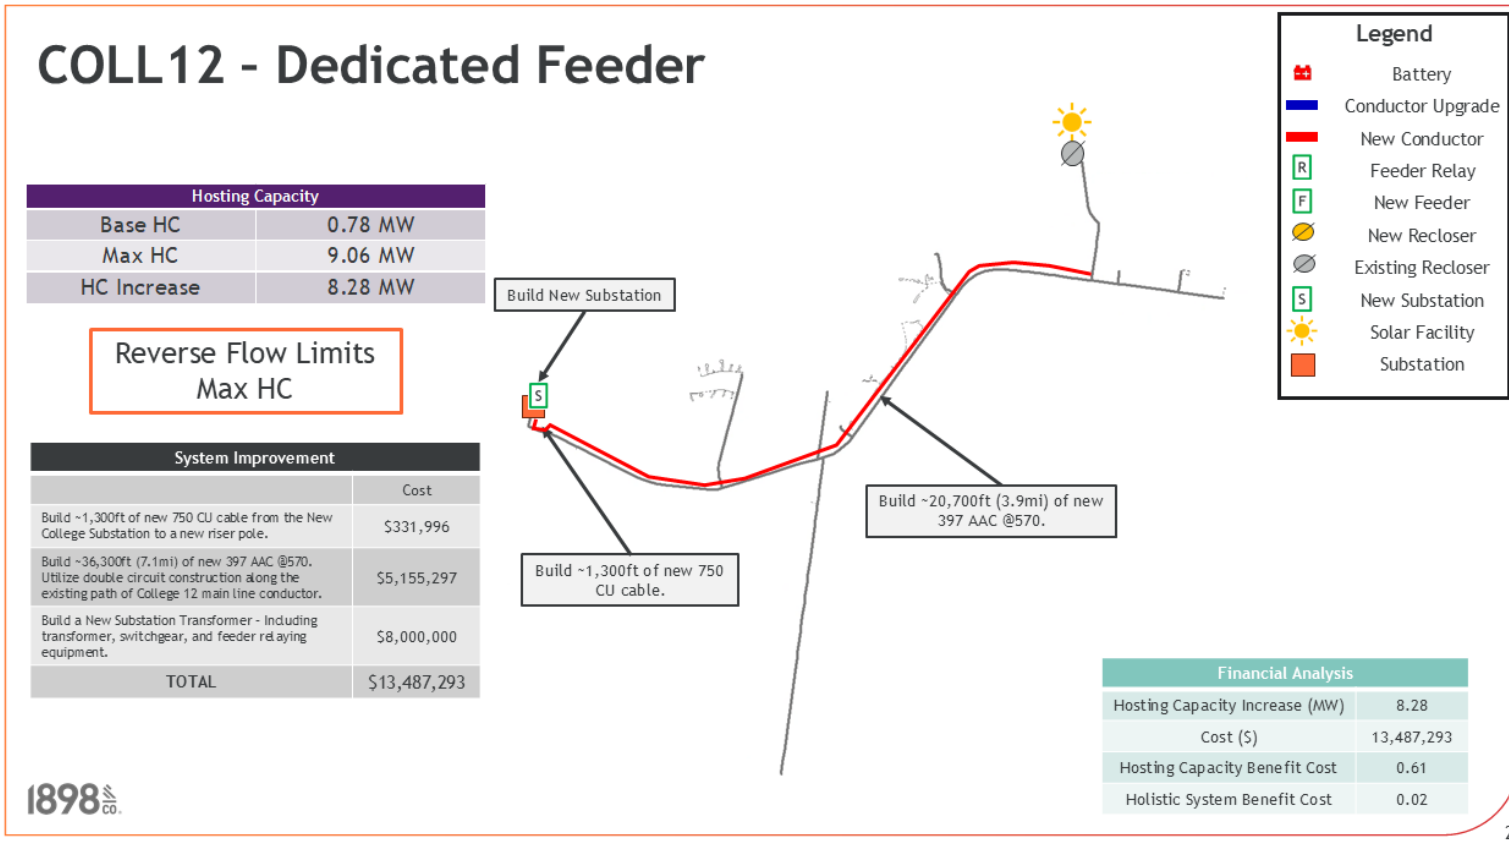 COLL12 – Dedicated Feeder
Hosting Capacity
Base HC 0.78 MW
Max HC 9.06 MW
HC Increase 8.28 MW
Reverse Flow Limits
Max HC
System Improvement
Cost
Build ~1,300ft of new 750 CU cable from the New
College Substation to a new riser pole.
$331,996
Build ~36,300ft (7.1mi) of new 397 AAC @570.
Utilize double circuit construction along the
existing path of College 12 main line conductor.
$5,155,297
Build a New Substation Transformer - Including
transformer, switchgear, and feeder relaying
equipment.
$8,000,000
TOTAL $13,487,293
Build New Substation
S
Build ~1,300ft of new 750
CU cable.
Build ~20,700ft (3.9mi) of new
397 AAC @570.
Legend
Battery
Conductor Upgrade
New Conductor
R Feeder Relay
F New Feeder
New Recloser
Existing Recloser
S New Substation
Solar Facility
Substation
Financial Analysis
Hosting Capacity Increase (MW) 8.28
Cost ($) 13,487,293
Hosting Capacity Benefit Cost 0.61
Holistic System Benefit Cost 0.02
1898 & CO.